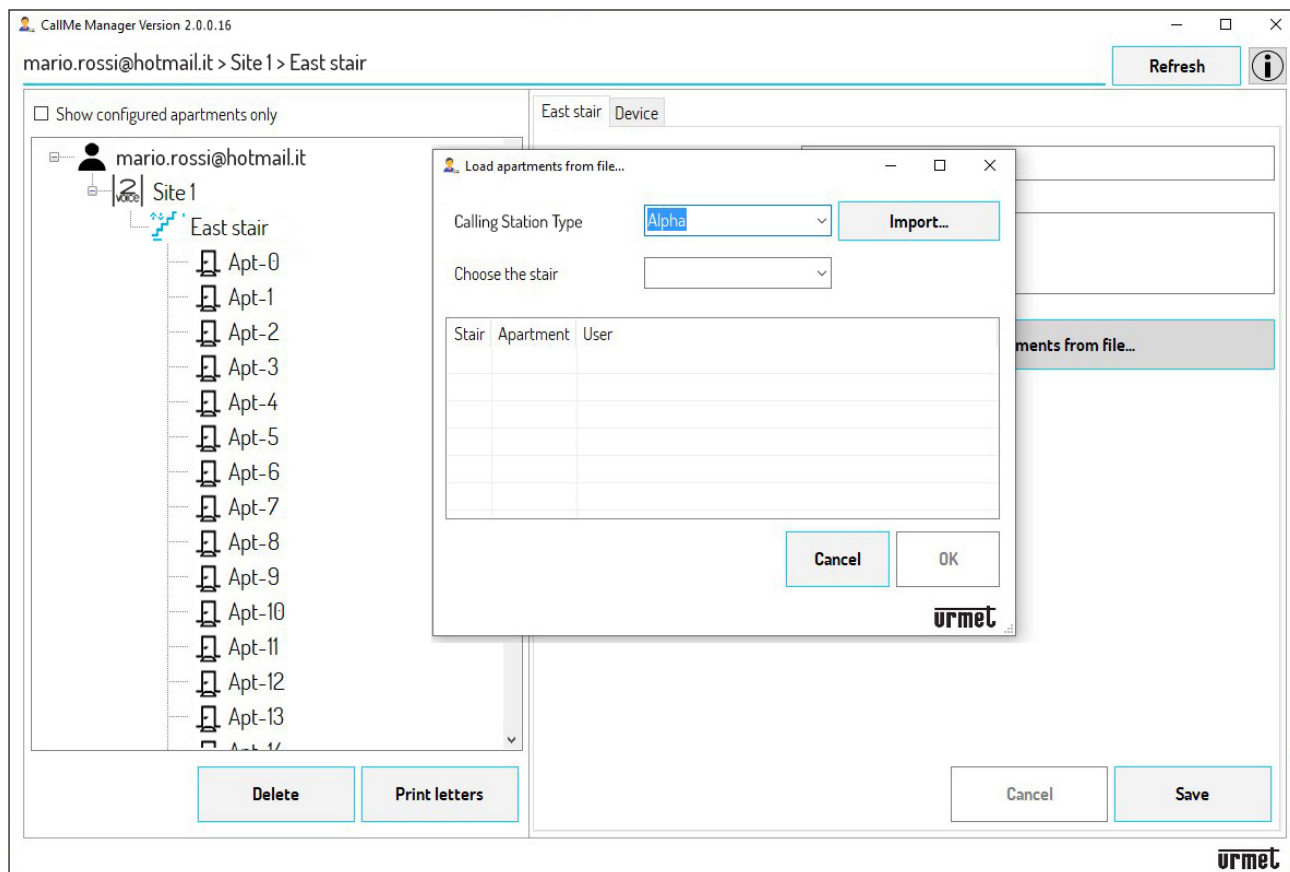 CallMe Manager Version 2.0.0.16
mario.rossi@hotmail.it > Site 1 > East stair
Refresh
Show configured apartments only
mario.rossi@hotmail.it
2 voice
Site 1
East stair
Apt-0
Apt-1
Apt-2
Apt-3
Apt-4
Apt-5
Apt-6
Apt-7
Apt-8
Apt-9
Apt-10
Apt-11
Apt-12
Apt-13
Delete
Print letters
East stair
Device
Load apartments from file...
Calling Station Type
Alpha
Import...
Choose the stair
Stair Apartment User
Cancel
OK
urmet
ments from file...
Cancel
Save
urmet